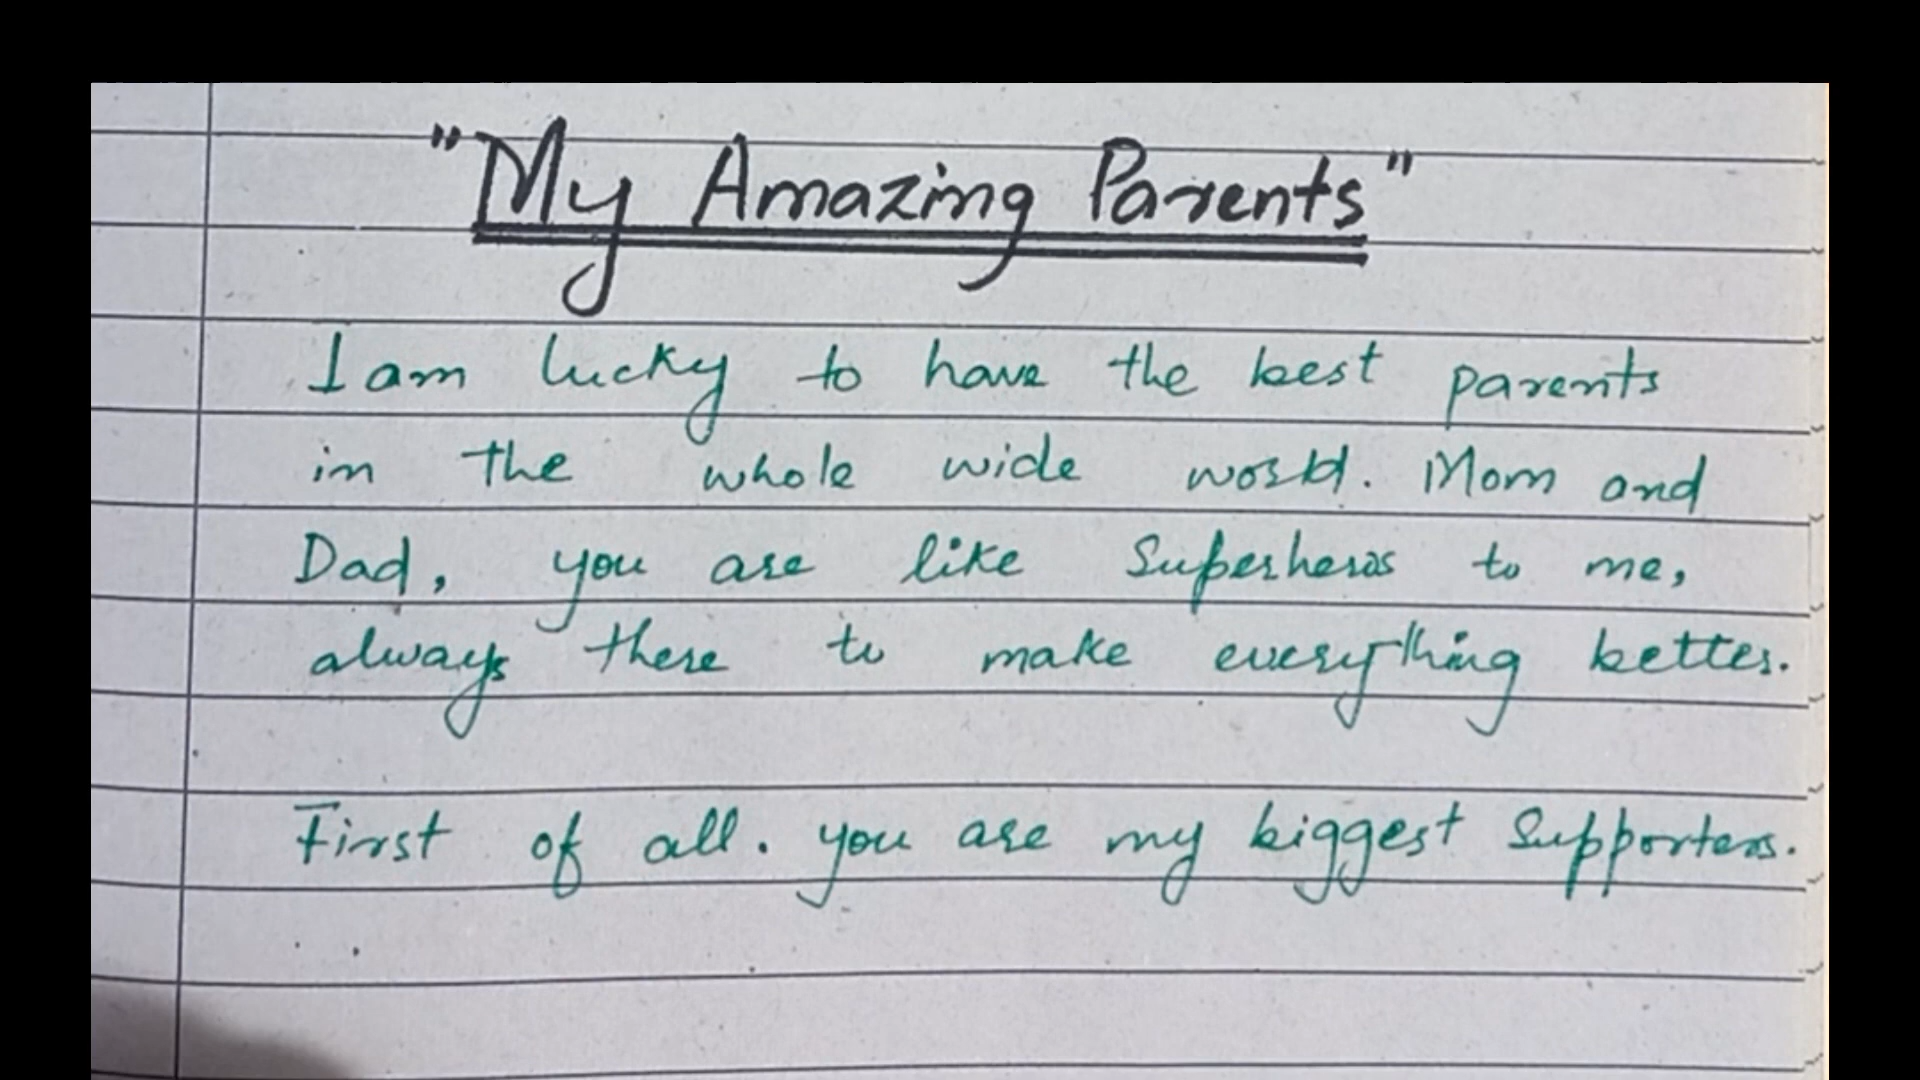 "My Amazing Parents"
I am lucky to have the best parents
in the whole wide world. Mom and
Dad, you are like Superheros to me,
always there to make everything better.
First of all. you are my biggest Supporters.